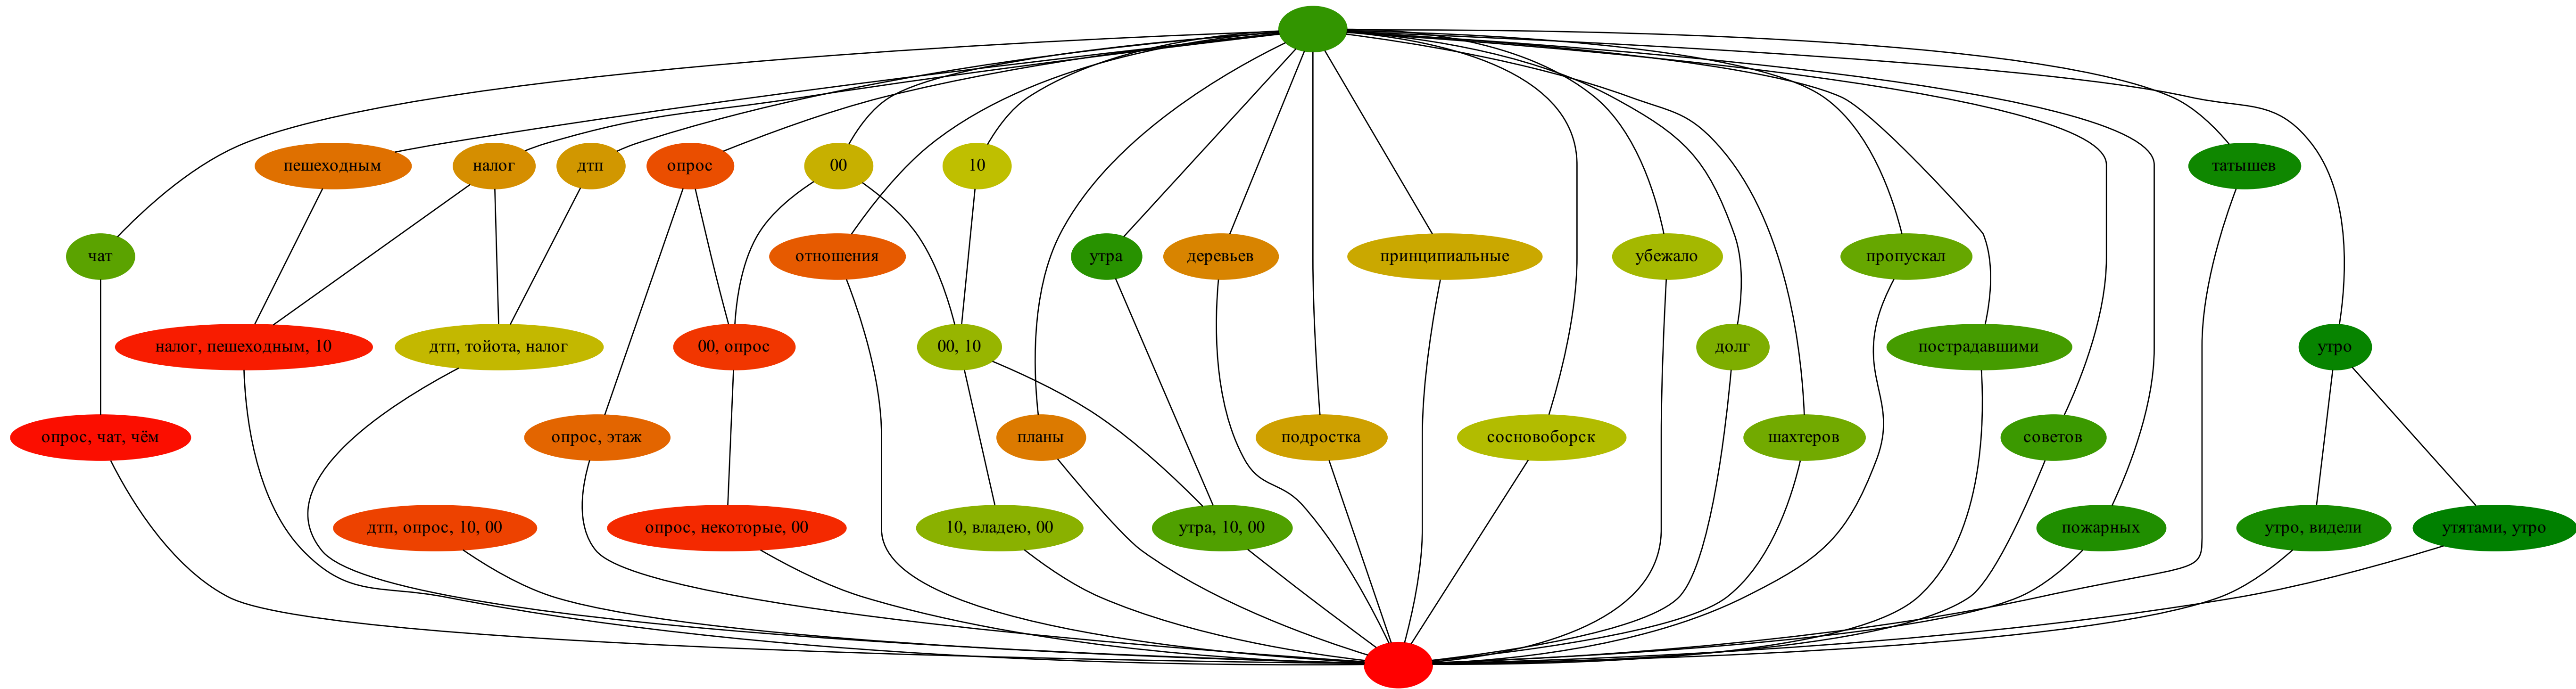 пешеходным
налог
дтп
опрос
00
10
татышев
чат
отношения
утра
деревьев
принципиальные
убежало
пропускал
налог, пешеходным, 10
дтп, тойота, налог
00, опрос
00, 10
долг
пострадавшими
утро
опрос, чат, чём
опрос, этаж
планы
подростка
сосновоборск
шахтеров
советов
дтп, опрос, 10, 00
опрос, некоторые, 00
10, владею, 00
утра, 10, 00
пожарных
утро, видели
утятами, утро